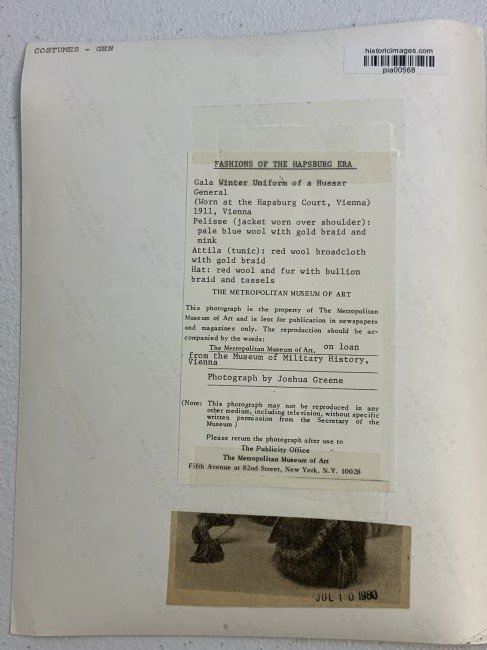 COSTUMES - GEN
historicimages.com
pja00568
FASHIONS OF THE HAPSBURG ERA
Gala Winter Uniform of a Hussar
General
(Worn at the Hapsburg Court, Vienna)
1911, Vienna
Pelisse (jacket worn over shoulder):
pale blue wool with gold braid and
mink
Attila (tunic): red wool broadcloth
with gold braid
Hat: red wool and fur with bullion
braid and tassels
THE METROPOLITAN MUSEUM OF ART
This photograph is the property of The Metropolitan
Museum of Art and is lent for publication in newspapers
and magazines only. The reproduction should be ac-
companied by the words:
The Metropolitan Museum of Art, on loan
from the Museum of Military History,
Vienna
Photograph by Joshua Greene
(Note: This photograph may not be reproduced in any
other medium, including television, without specific
written permission from the Secretary of the
Museum.)
Please return the photograph after use to
The Publicity Office
The Metropolitan Museum of Art
Fifth Avenue at 82nd Street, New York, N.Y. 10028
JUL 10 1980